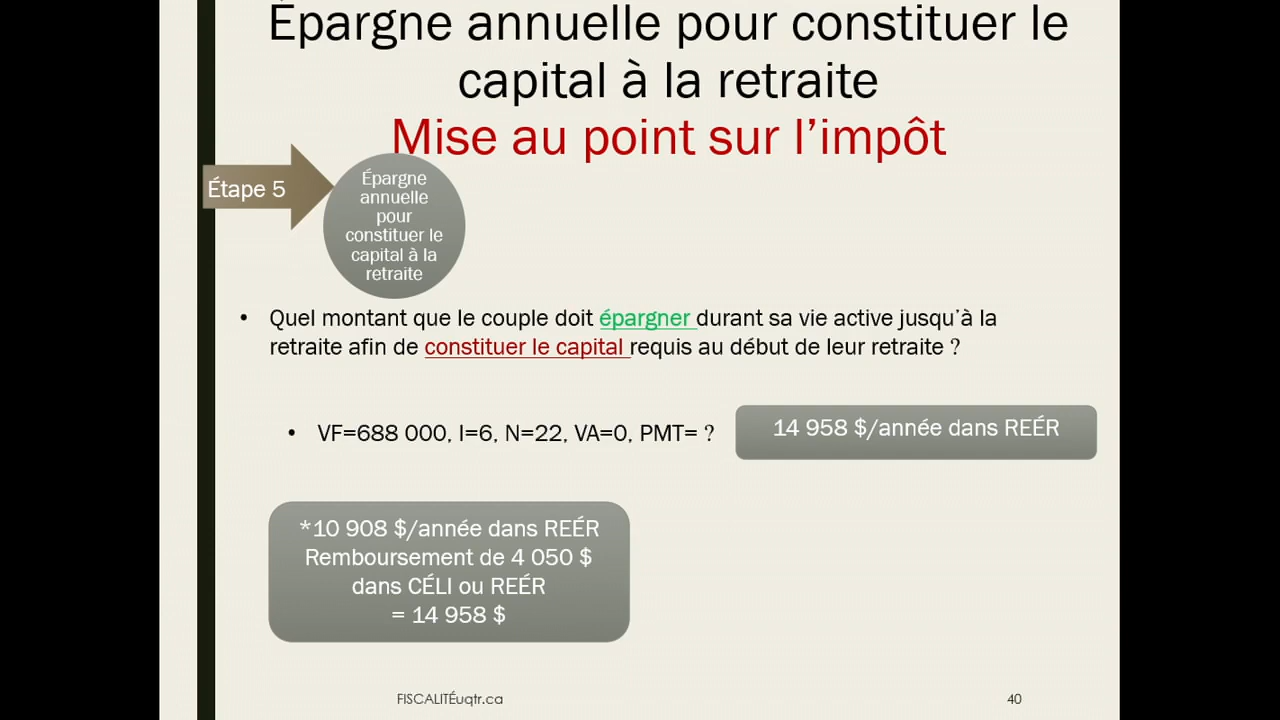 Épargne annuelle pour constituer le
capital à la retraite
Mise au point sur l’impôt
Étape 5
Épargne
annuelle
pour
constituer le
capital à la
retraite
• Quel montant que le couple doit épargner durant sa vie active jusqu’à la
retraite afin de constituer le capital requis au début de leur retraite ?
• VF=688 000, I=6, N=22, VA=0, PMT= ?
14 958 $/année dans REÉR
*10 908 $/année dans REÉR
Remboursement de 4 050 $
dans CÉLI ou REÉR
= 14 958 $
FISCALITÉuqtr.ca
40